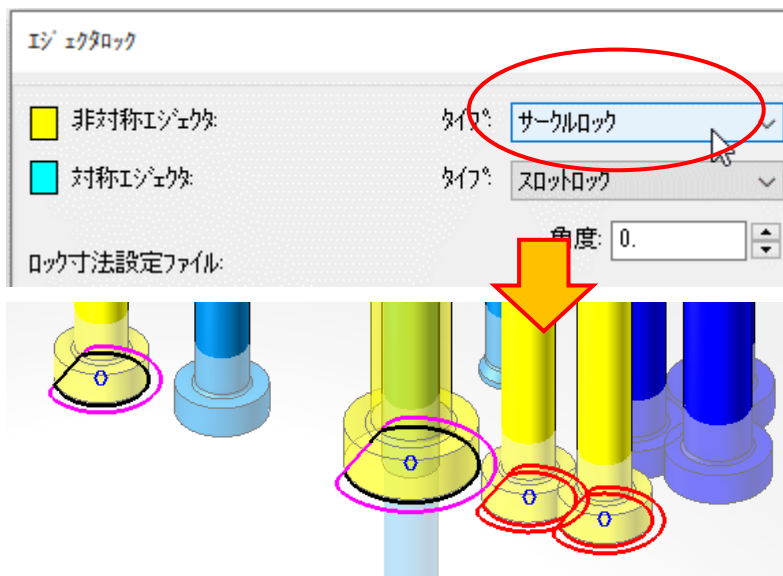 ｴｼﾞｪｸﾀﾛｯｸ
非対称ｴｼﾞｪｸﾀ: ﾀｲﾌﾟ: ｻｰｸﾙﾛｯｸ
対称ｴｼﾞｪｸﾀ: ﾀｲﾌﾟ: ｽﾛｯﾄﾛｯｸ
角度: 0.
ﾛｯｸ寸法設定ﾌｧｲﾙ: